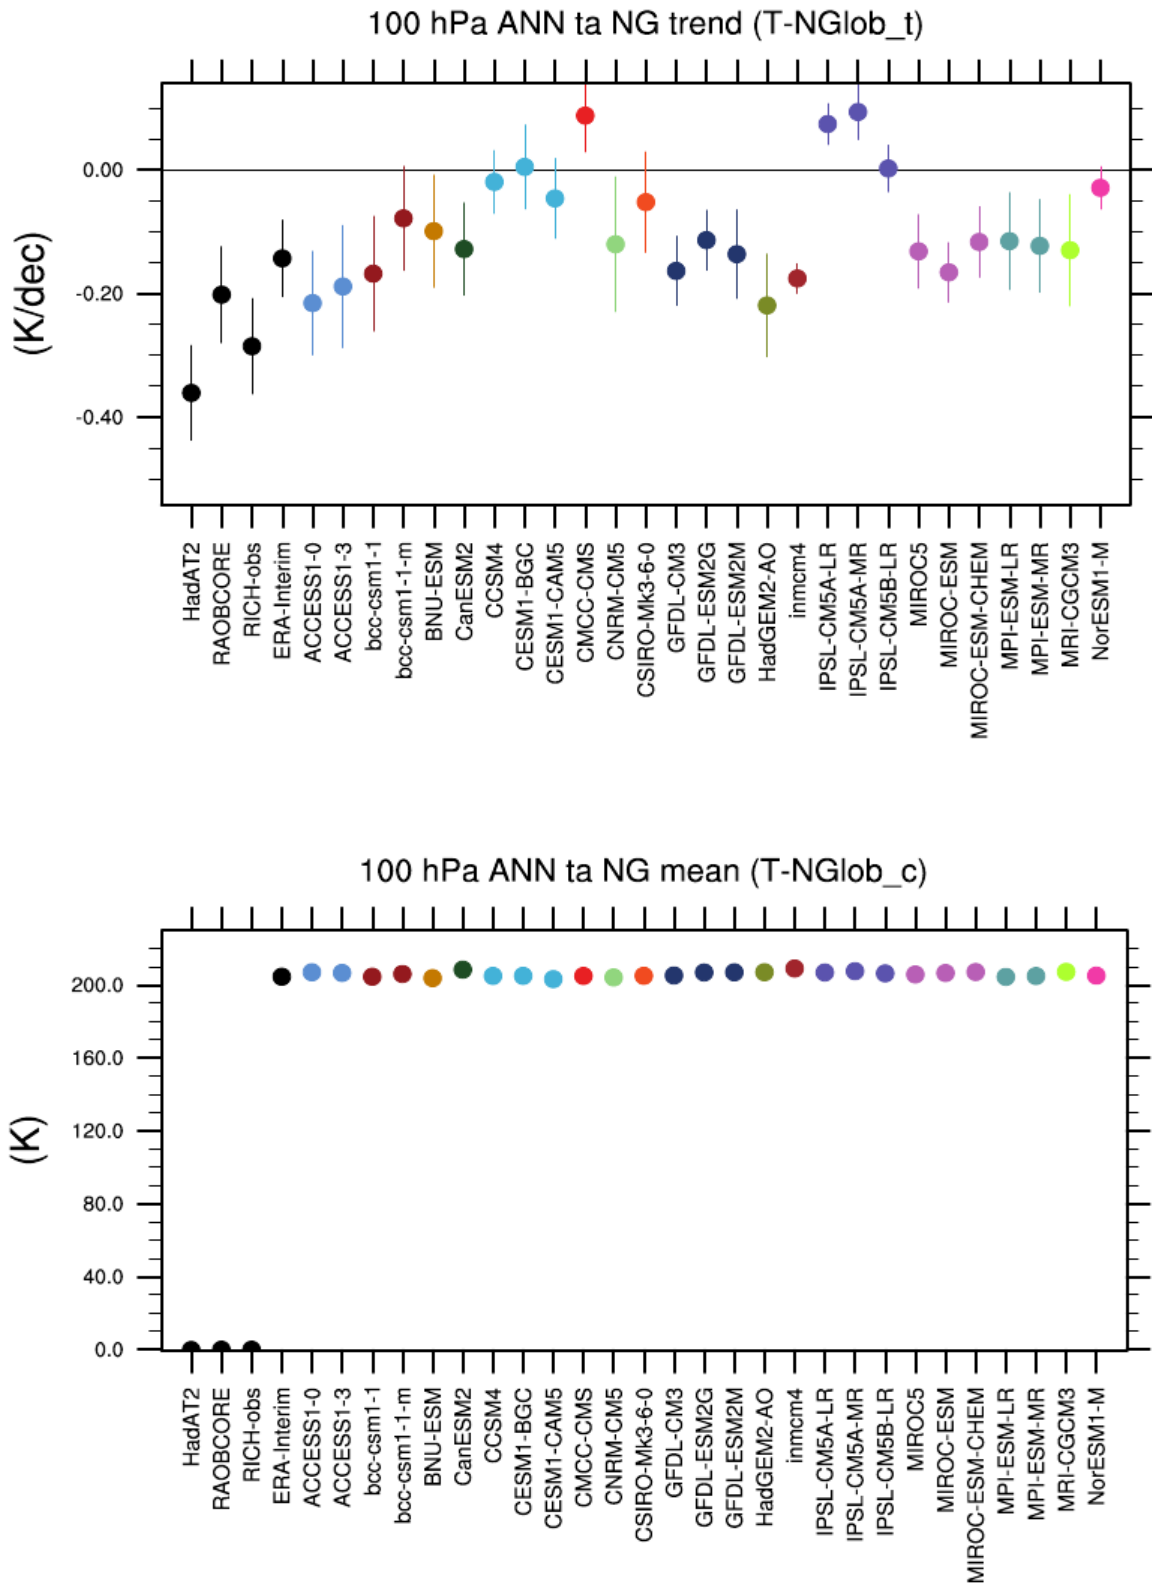 100 hPa ANN ta NG trend (T-NGlob_t)
(K/dec)
0.00
-0.20
-0.40
HadAT2
RAOBCORE
RICH-obs
ERA-Interim
ACCESS1-0
ACCESS1-3
bcc-csm1-1
bcc-csm1-1-m
BNU-ESM
CanESM2
CCSM4
CESM1-BGC
CESM1-CAM5
CMCC-CMS
CNRM-CM5
CSIRO-Mk3-6-0
GFDL-CM3
GFDL-ESM2G
GFDL-ESM2M
HadGEM2-AO
inmcm4
IPSL-CM5A-LR
IPSL-CM5A-MR
IPSL-CM5B-LR
MIROC5
MIROC-ESM
MIROC-ESM-CHEM
MPI-ESM-LR
MPI-ESM-MR
MRI-CGCM3
NorESM1-M
100 hPa ANN ta NG mean (T-NGlob_c)
(K)
200.0
160.0
120.0
80.0
40.0
0.0
HadAT2
RAOBCORE
RICH-obs
ERA-Interim
ACCESS1-0
ACCESS1-3
bcc-csm1-1
bcc-csm1-1-m
BNU-ESM
CanESM2
CCSM4
CESM1-BGC
CESM1-CAM5
CMCC-CMS
CNRM-CM5
CSIRO-Mk3-6-0
GFDL-CM3
GFDL-ESM2G
GFDL-ESM2M
HadGEM2-AO
inmcm4
IPSL-CM5A-LR
IPSL-CM5A-MR
IPSL-CM5B-LR
MIROC5
MIROC-ESM
MIROC-ESM-CHEM
MPI-ESM-LR
MPI-ESM-MR
MRI-CGCM3
NorESM1-M